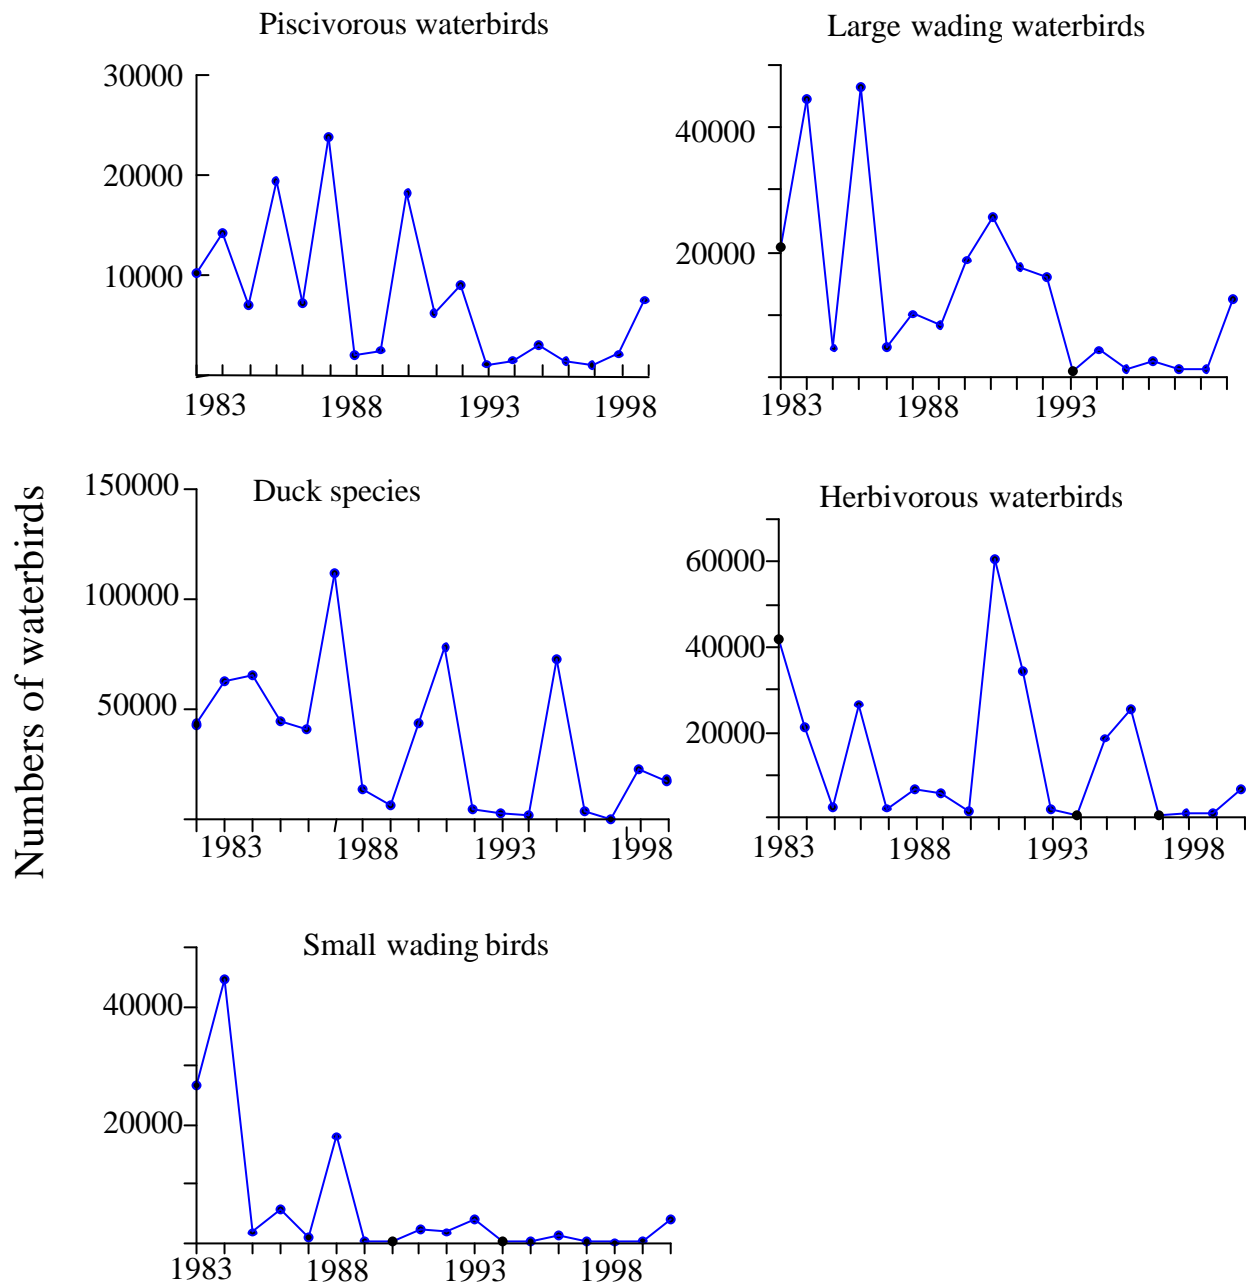 Piscivorous waterbirds
30000
20000
10000
1983 1988 1993 1998
Large wading waterbirds
40000
20000
1983 1988 1993
Numbers of waterbirds
Duck species
150000
100000
50000
1983 1988 1993 1998
Herbivorous waterbirds
60000
40000
20000
1983 1988 1993 1998
Small wading birds
40000
20000
1983 1988 1993 1998